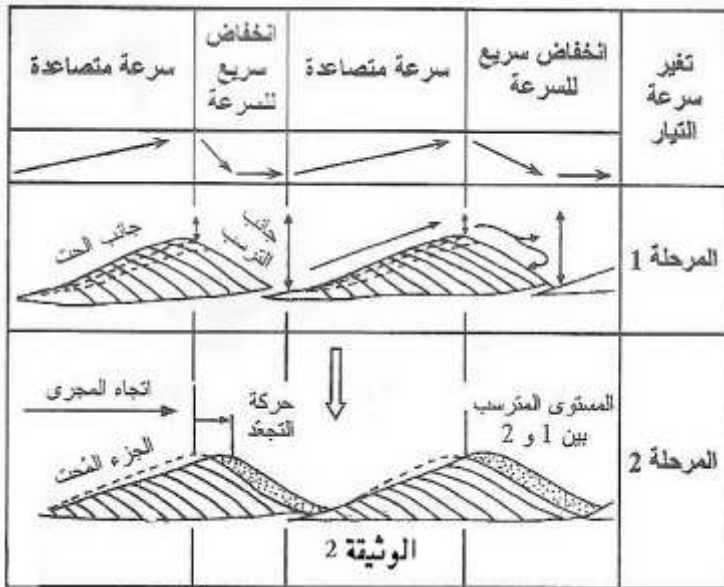 تغير
سرعة
التيار
انخفاض سريع
للسرعة
سرعة متصاعدة
انخفاض
سريع
للسرعة
سرعة متصاعدة
المرحلة 1
جانب
الترسب
جانب الحت
المرحلة 2
المستوى المترسب
بين 1 و 2
حركة
التجعد
اتجاه المجرى
الجزء المحت
الوثيقة 2